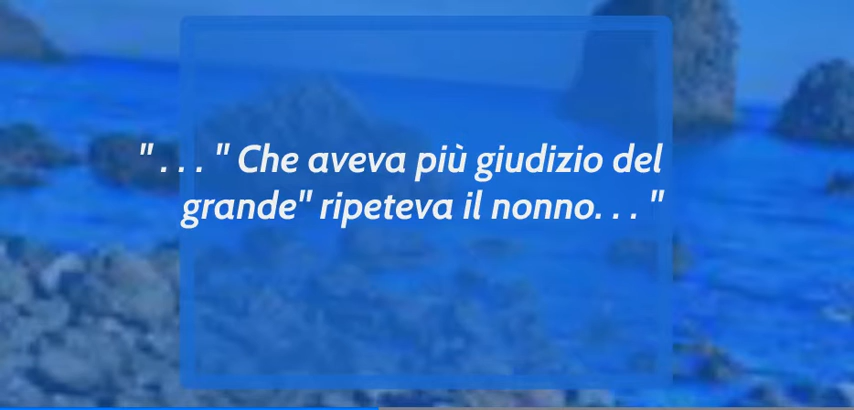 " . . . " Che aveva più giudizio del
grande" ripeteva il nonno. . . "